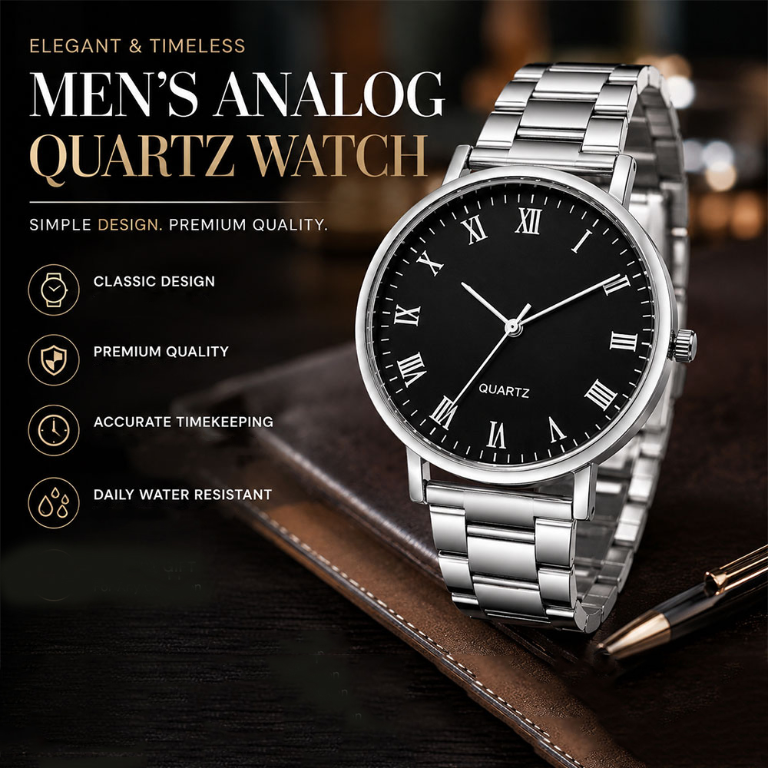 ELEGANT & TIMELESS
MEN'S ANALOG
QUARTZ WATCH
SIMPLE DESIGN. PREMIUM QUALITY.
CLASSIC DESIGN
PREMIUM QUALITY
ACCURATE TIMEKEEPING
DAILY WATER RESISTANT
XII
I
II
III
IIII
V
VI
VII
VIII
IX
X
XI
QUARTZ